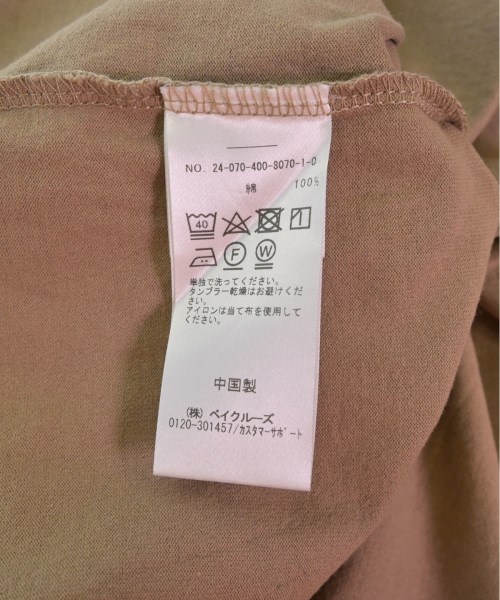 NO. 24-070-400-8070-1-0
綿 100%
40
F W
単独で洗ってください。
タンブラー乾燥はお避けくださ
い。
アイロンは当て布を使用して
ください。
中国製
(株) ベイクルーズ
0120-301457/カスタマーサポート